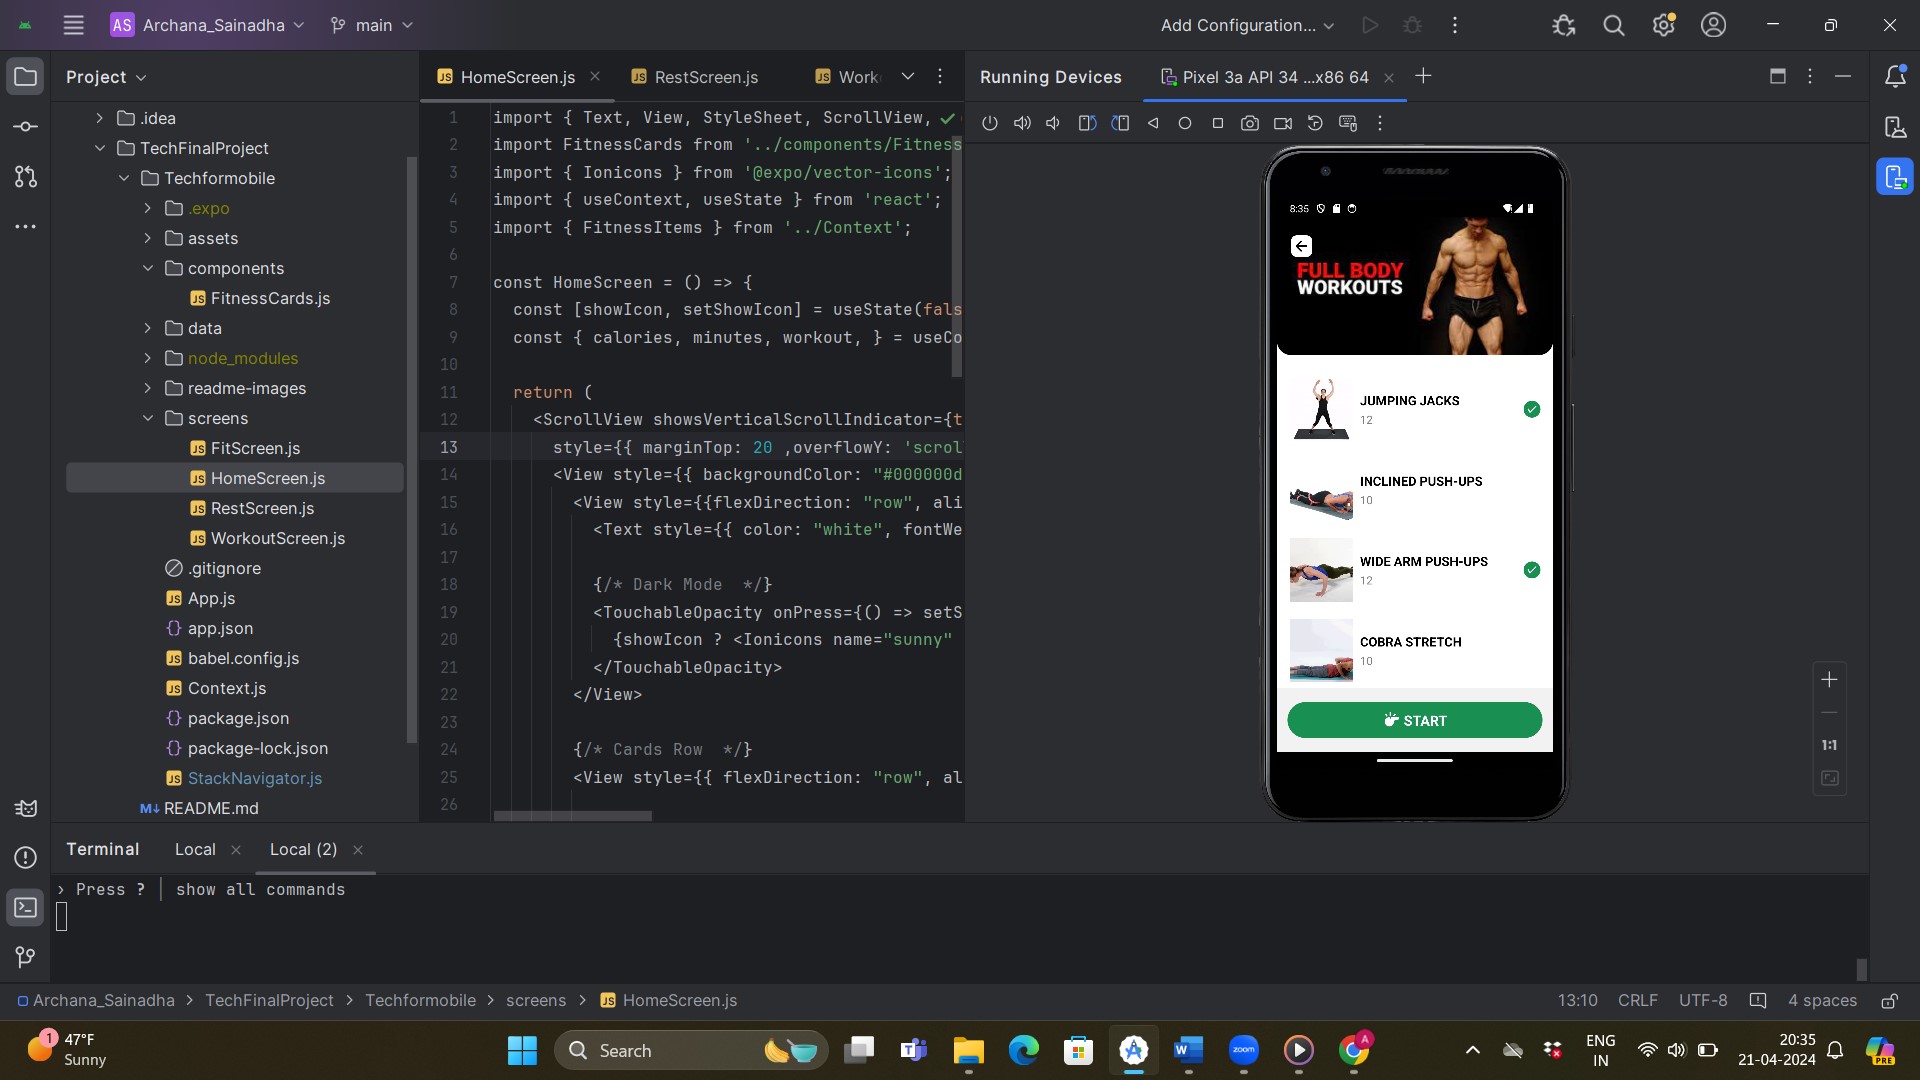 AS Archana_Sainadha main Add Configuration...
Project
HomeScreen.js RestScreen.js Work
Running Devices Pixel 3a API 34 ...x86 64
.idea
TechFinalProject
Techformobile
.expo
assets
components
FitnessCards.js
data
node_modules
readme-images
screens
FitScreen.js
HomeScreen.js
RestScreen.js
WorkoutScreen.js
.gitignore
App.js
app.json
babel.config.js
Context.js
package.json
package-lock.json
StackNavigator.js
README.md
1 import { Text, View, StyleSheet, ScrollView,
2 import FitnessCards from '../components/Fitness
3 import { Ionicons } from '@expo/vector-icons';
4 import { useContext, useState } from 'react';
5 import { FitnessItems } from '../Context';
6
7 const HomeScreen = () => {
8 const [showIcon, setShowIcon] = useState(fals
9 const { calories, minutes, workout, } = useCo
10
11 return (
12 <ScrollView showsVerticalScrollIndicator={t
13 style={{ marginTop: 20 ,overflowY: 'scrol
14 <View style={{ backgroundColor: "#000000d
15 <View style={{flexDirection: "row", ali
16 <Text style={{ color: "white", fontWe
17
18 {/* Dark Mode */}
19 <TouchableOpacity onPress={() => setS
20 {showIcon ? <Ionicons name="sunny"
21 </TouchableOpacity>
22 </View>
23
24 {/* Cards Row */}
25 <View style={{ flexDirection: "row", ali
26
8:35
FULL BODY
WORKOUTS
JUMPING JACKS
12
INCLINED PUSH-UPS
10
WIDE ARM PUSH-UPS
12
COBRA STRETCH
10
START
1:1
Terminal Local Local (2)
› Press ? │ show all commands
Archana_Sainadha > TechFinalProject > Techformobile > screens > HomeScreen.js
13:10 CRLF UTF-8 4 spaces
1
47°F
Sunny
Search
zoom
A
ENG
IN
20:35
21-04-2024
PRE